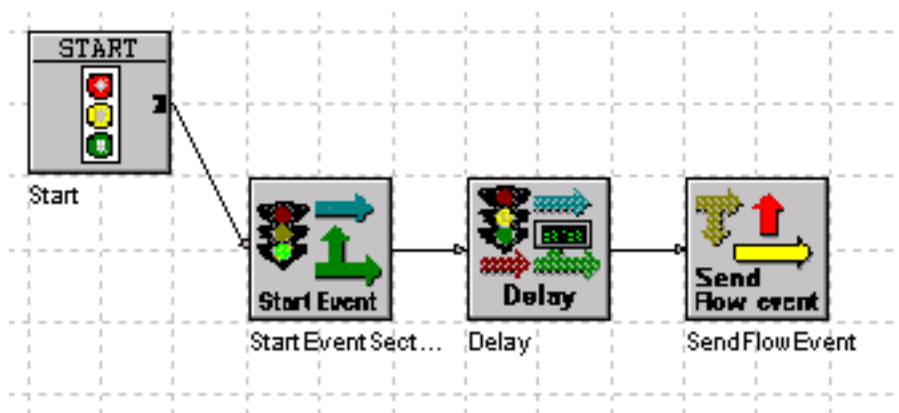 START
Start
Start Event
Start Event Sect...
Delay
Delay
Send
Flow event
Send Flow Event